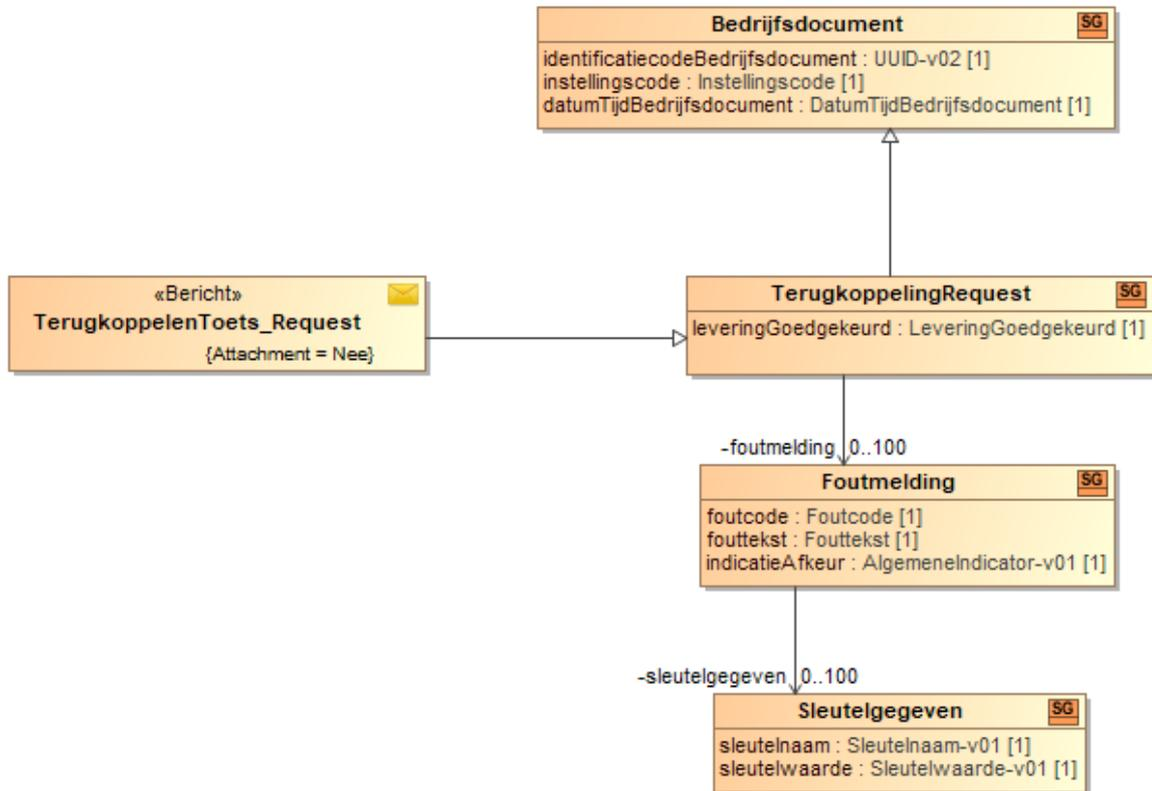 Bedrijfsdocument SG
identificatiecodeBedrijfsdocument : UUID-v02 [1]
instellingscode : Instellingscode [1]
datumTijdBedrijfsdocument : DatumTijdBedrijfsdocument [1]
«Bericht»
TerugkoppelenToets_Request
{Attachment = Nee}
TerugkoppelingRequest SG
leveringGoedgekeurd : LeveringGoedgekeurd [1]
-foutmelding 0..100
Foutmelding SG
foutcode : Foutcode [1]
fouttekst : Fouttekst [1]
indicatieAfkeur : AlgemeneIndicator-v01 [1]
-sleutelgegeven 0..100
Sleutelgegeven SG
sleutelnaam : Sleutelnaam-v01 [1]
sleutelwaarde : Sleutelwaarde-v01 [1]